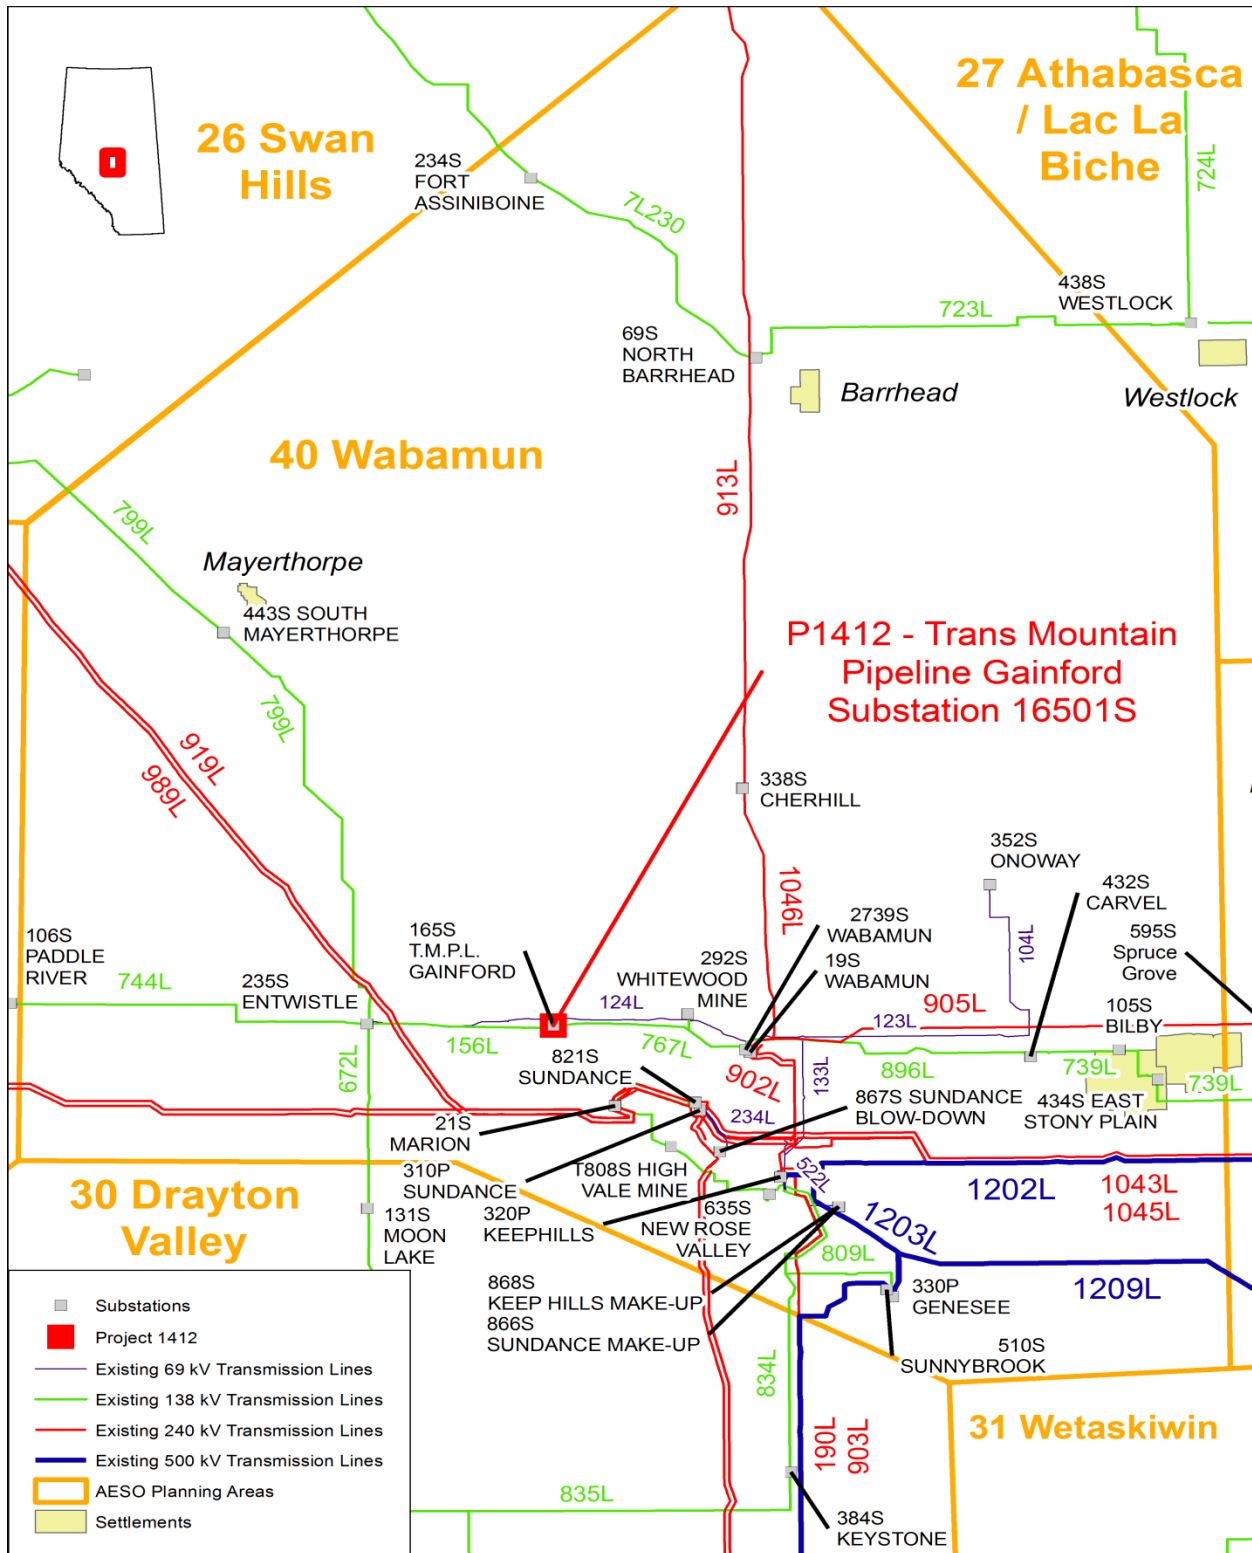 27 Athabasca
/ Lac La
Biche
26 Swan
Hills
234S
FORT
ASSINIBOINE
7L230
724L
438S
WESTLOCK
723L
69S
NORTH
BARRHEAD
Barrhead
Westlock
40 Wabamun
913L
799L
Mayerthorpe
443S SOUTH
MAYERTHORPE
P1412 - Trans Mountain
Pipeline Gainford
Substation 16501S
799L
919L
989L
338S
CHERHILL
352S
ONOWAY
432S
CARVEL
1046L
2739S
WABAMUN
19S
WABAMUN
104L
595S
Spruce
Grove
106S
PADDLE
RIVER
165S
T.M.P.L.
GAINFORD
292S
WHITEWOOD
MINE
744L
235S
ENTWISTLE
124L
905L
123L
105S
BILBY
156L
767L
821S
SUNDANCE
672L
902L
133L
896L
739L
739L
867S SUNDANCE
BLOW-DOWN
234L
434S EAST
STONY PLAIN
21S
MARION
310P
SUNDANCE
T808S HIGH
VALE MINE
522L
1202L
1043L
1045L
30 Drayton
Valley
131S
MOON
LAKE
320P
KEEPHILLS
635S
NEW ROSE
VALLEY
1203L
809L
868S
KEEP HILLS MAKE-UP
866S
SUNDANCE MAKE-UP
330P
GENESEE
1209L
510S
SUNNYBROOK
834L
190L
903L
31 Wetaskiwin
835L
384S
KEYSTONE
Substations
Project 1412
Existing 69 kV Transmission Lines
Existing 138 kV Transmission Lines
Existing 240 kV Transmission Lines
Existing 500 kV Transmission Lines
AESO Planning Areas
Settlements